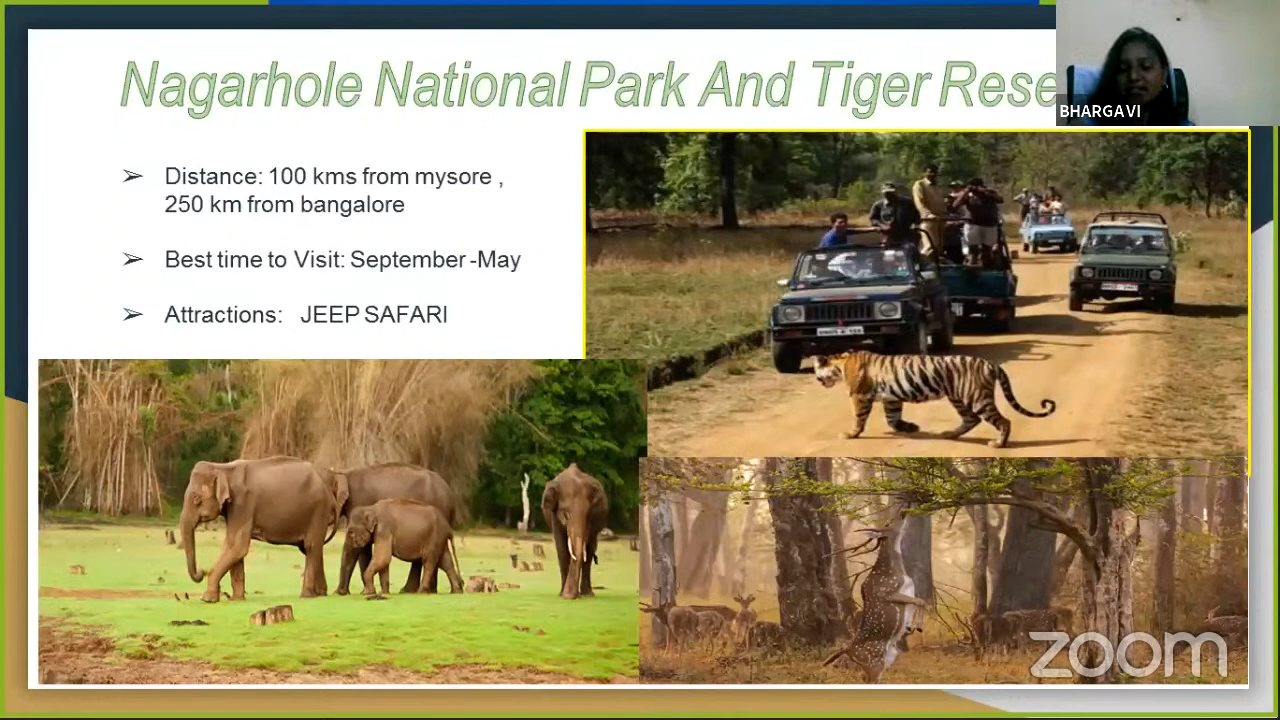 Nagarhole National Park And Tiger Rese
BHARGAVI
➢ Distance: 100 kms from mysore ,
250 km from bangalore
➢ Best time to Visit: September -May
➢ Attractions: JEEP SAFARI
zoom